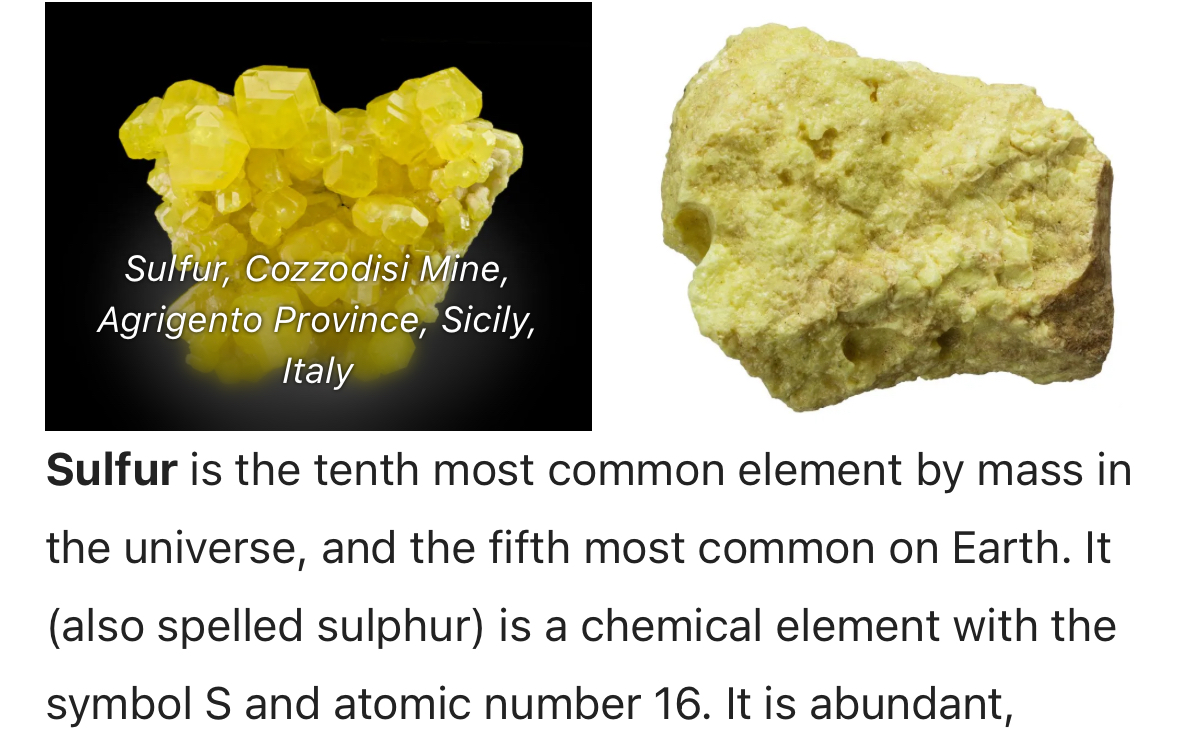 Sulfur, Cozzodisi Mine,
Agrigento Province, Sicily,
Italy
Sulfur is the tenth most common element by mass in
the universe, and the fifth most common on Earth. It
(also spelled sulphur) is a chemical element with the
symbol S and atomic number 16. It is abundant,